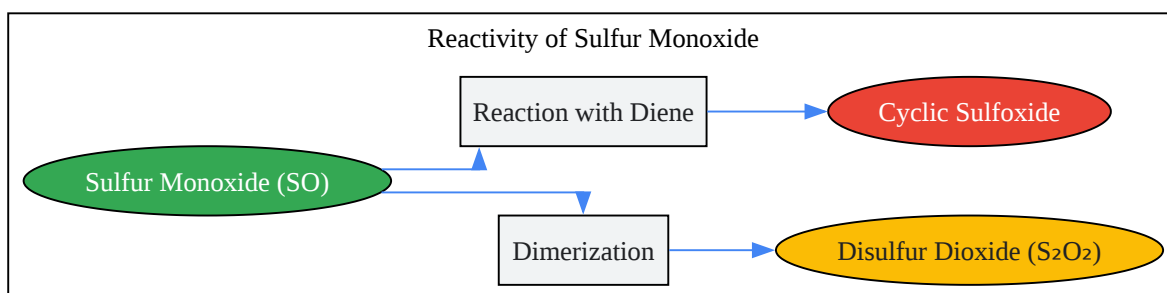 Reactivity of Sulfur Monoxide
Reaction with Diene
Cyclic Sulfoxide
Sulfur Monoxide (SO)
Dimerization
Disulfur Dioxide (S₂O₂)